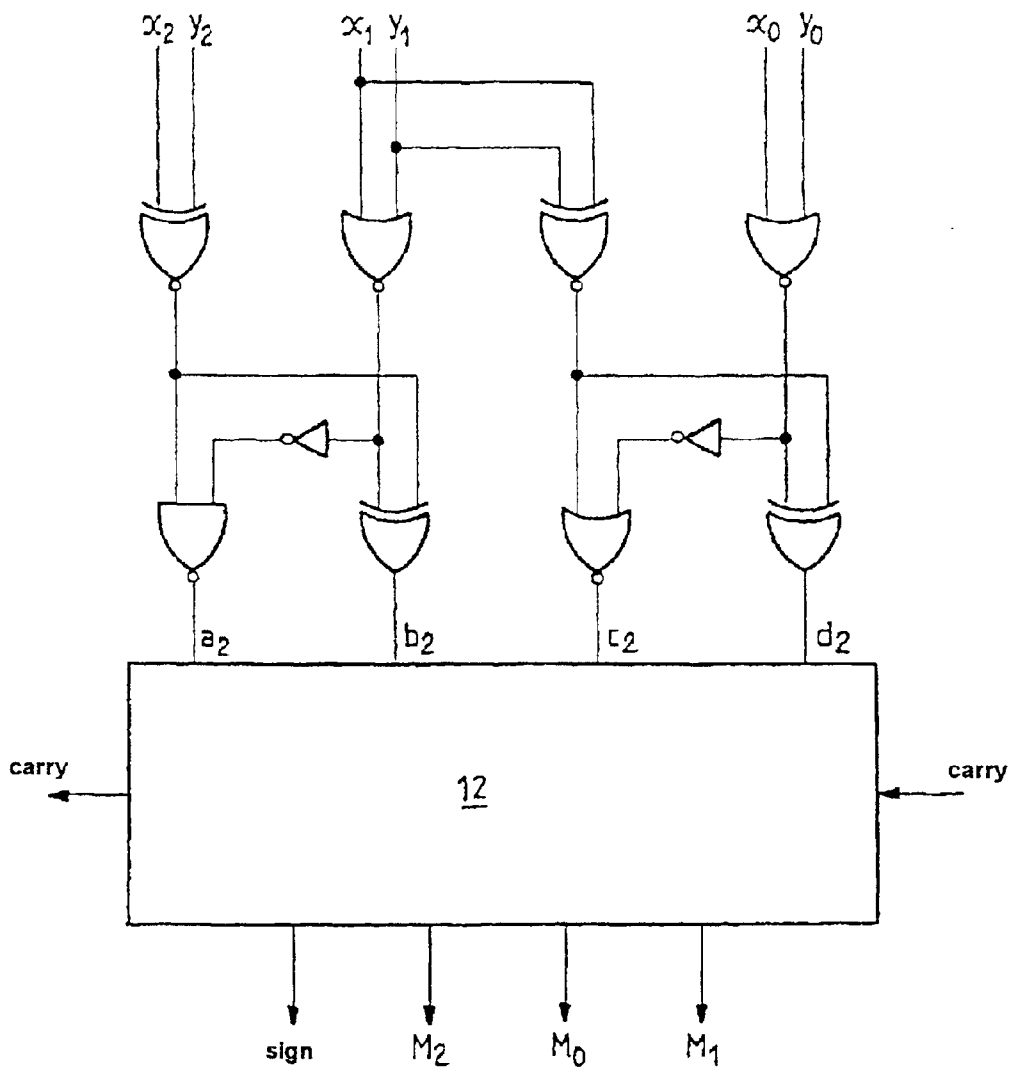 x₂ y₂ x₁ y₁ x₀ y₀
a₂ b₂ c₂ d₂
carry 12 carry
sign M₂ M₀ M₁